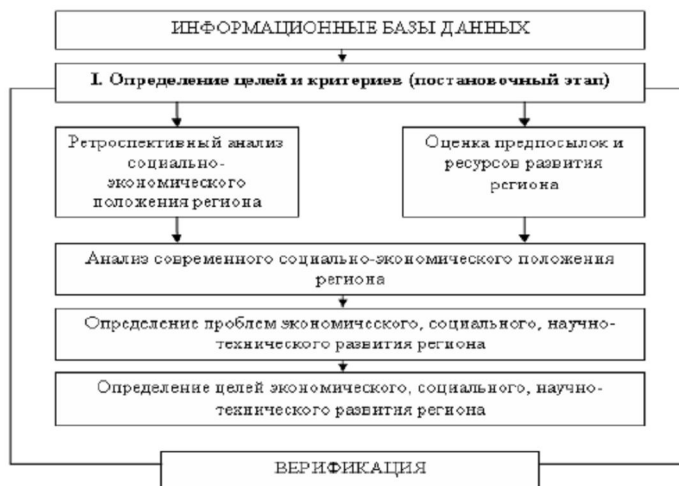 ИНФОРМАЦИОННЫЕ БАЗЫ ДАННЫХ
I. Определение целей и критериев (постановочный этап)
Ретроспективный анализ
социально-
экономического
положения региона
Оценка предпосылок и
ресурсов развития
региона
Анализ современного социально-экономического положения
региона
Определение проблем экономического, социального, научно-
технического развития региона
Определение целей экономического, социального, научно-
технического развития региона
ВЕРИФИКАЦИЯ